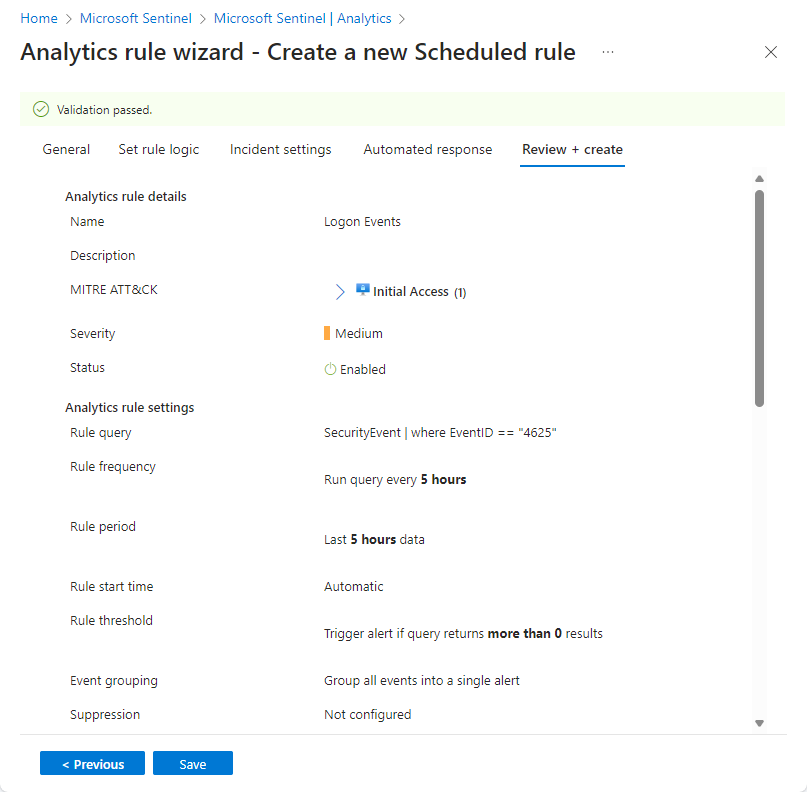 Home > Microsoft Sentinel > Microsoft Sentinel | Analytics >
Analytics rule wizard - Create a new Scheduled rule ...
Validation passed.
General Set rule logic Incident settings Automated response Review + create
Analytics rule details
Name Logon Events
Description
MITRE ATT&CK Initial Access (1)
Severity Medium
Status Enabled
Analytics rule settings
Rule query SecurityEvent | where EventID == "4625"
Rule frequency
Run query every 5 hours
Rule period
Last 5 hours data
Rule start time Automatic
Rule threshold
Trigger alert if query returns more than 0 results
Event grouping Group all events into a single alert
Suppression Not configured
< Previous Save